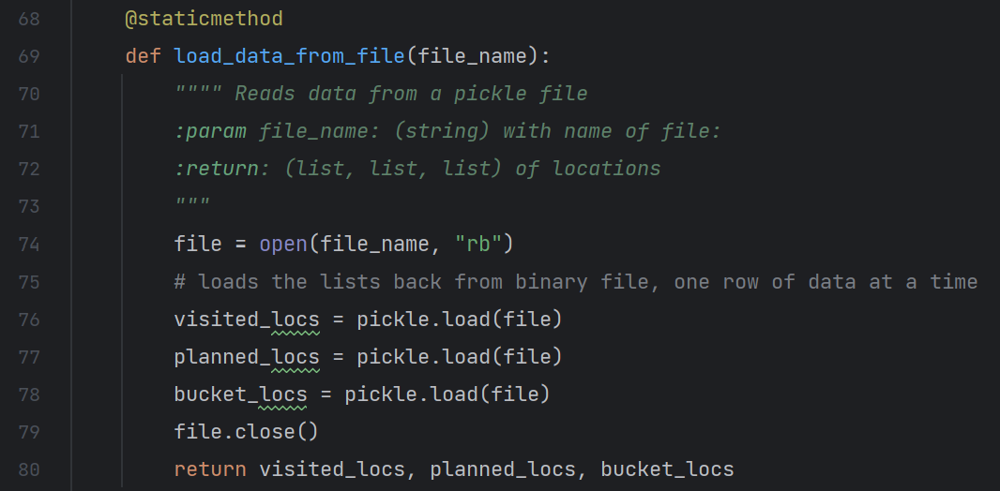 68 @staticmethod
69 def load_data_from_file(file_name):
70 """" Reads data from a pickle file
71 :param file_name: (string) with name of file:
72 :return: (list, list, list) of locations
73 """
74 file = open(file_name, "rb")
75 # loads the lists back from binary file, one row of data at a time
76 visited_locs = pickle.load(file)
77 planned_locs = pickle.load(file)
78 bucket_locs = pickle.load(file)
79 file.close()
80 return visited_locs, planned_locs, bucket_locs